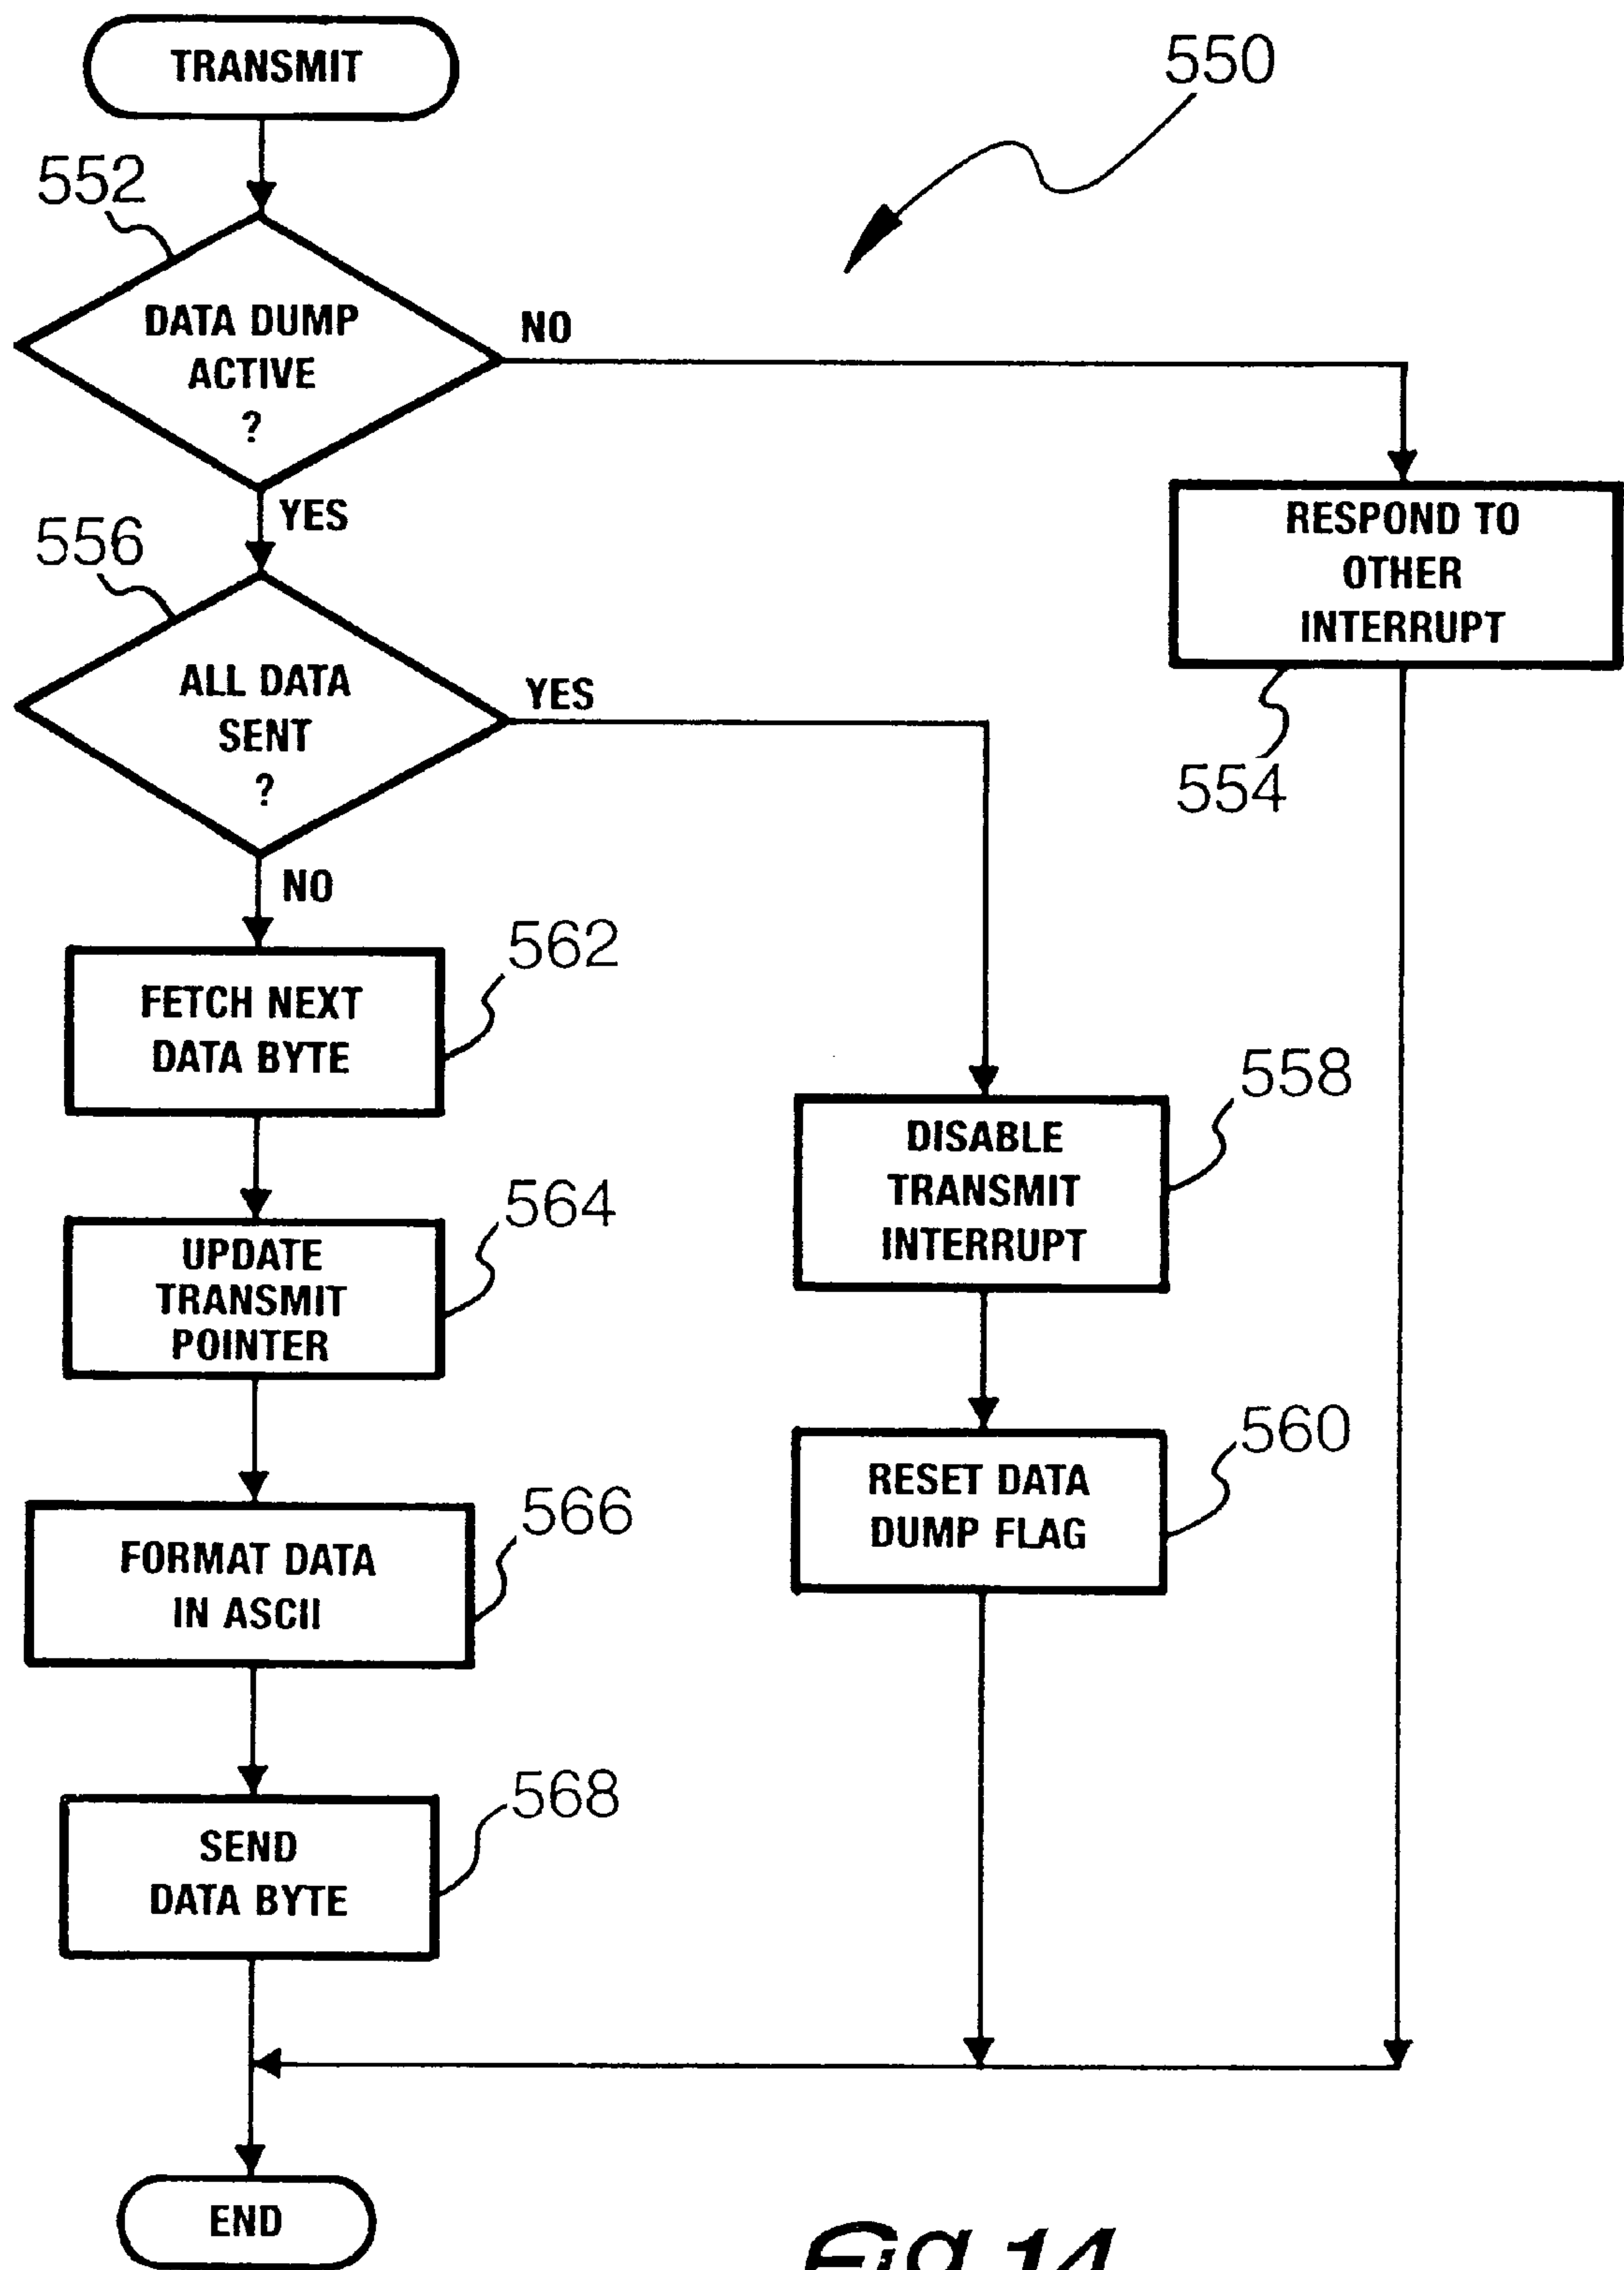 TRANSMIT
550
552
DATA DUMP
ACTIVE
?
NO
YES
RESPOND TO
OTHER
INTERRUPT
554
556
ALL DATA
SENT
?
YES
NO
562
FETCH NEXT
DATA BYTE
558
DISABLE
TRANSMIT
INTERRUPT
564
UPDATE
TRANSMIT
POINTER
560
RESET DATA
DUMP FLAG
566
FORMAT DATA
IN ASCII
568
SEND
DATA BYTE
END
Fig.14